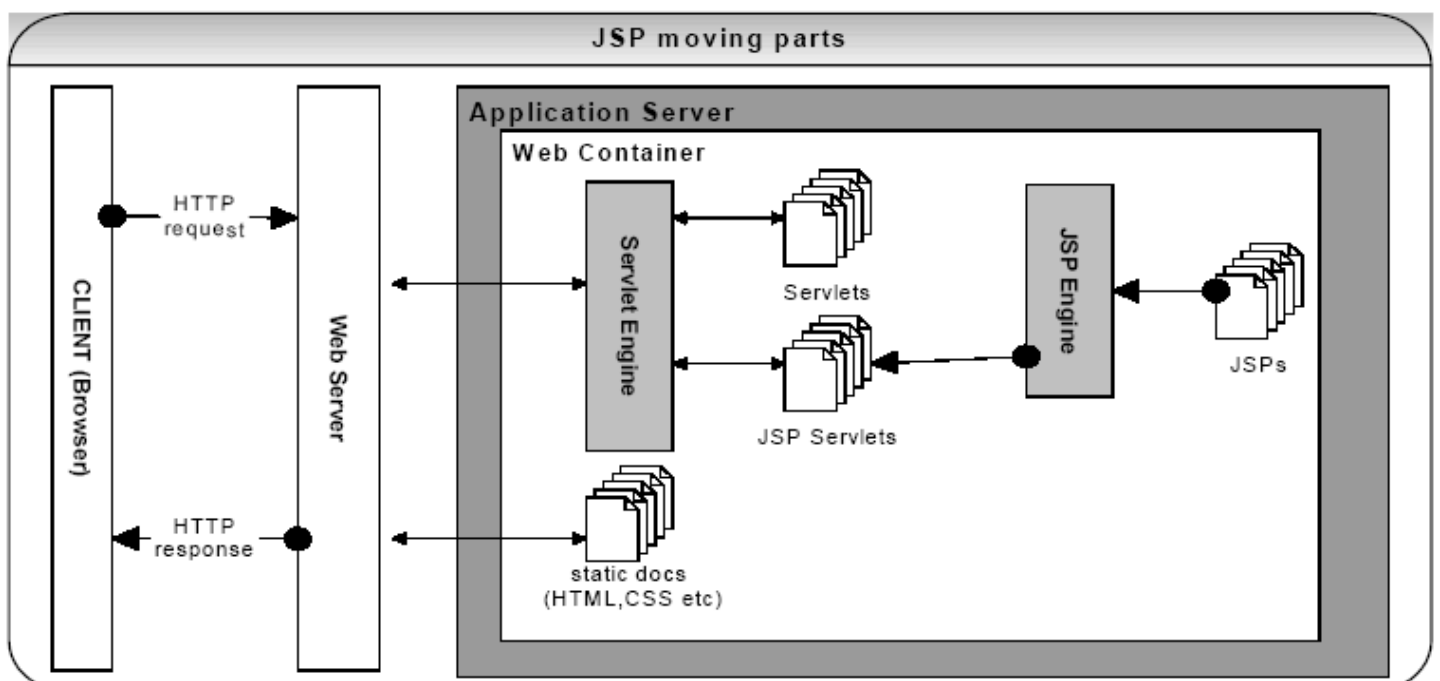 JSP moving parts
Application Server
Web Container
HTTP
request
CLIENT (Browser)
Web Server
Servlet Engine
Servlets
JSP Servlets
JSP Engine
JSPs
HTTP
response
static docs
(HTML,CSS etc)